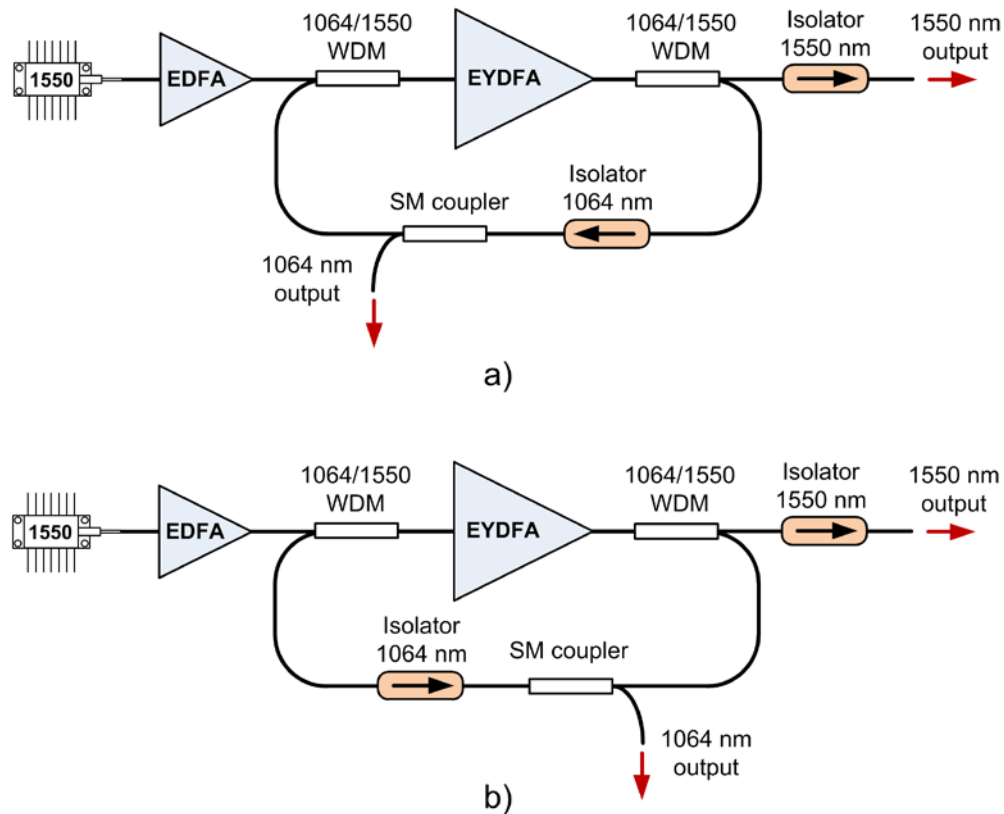 1064/1550
WDM
1064/1550
WDM
Isolator
1550 nm
1550 nm
output
1550
EDFA
EYDFA
SM coupler
Isolator
1064 nm
1064 nm
output
a)
1064/1550
WDM
1064/1550
WDM
Isolator
1550 nm
1550 nm
output
1550
EDFA
EYDFA
Isolator
1064 nm
SM coupler
1064 nm
output
b)